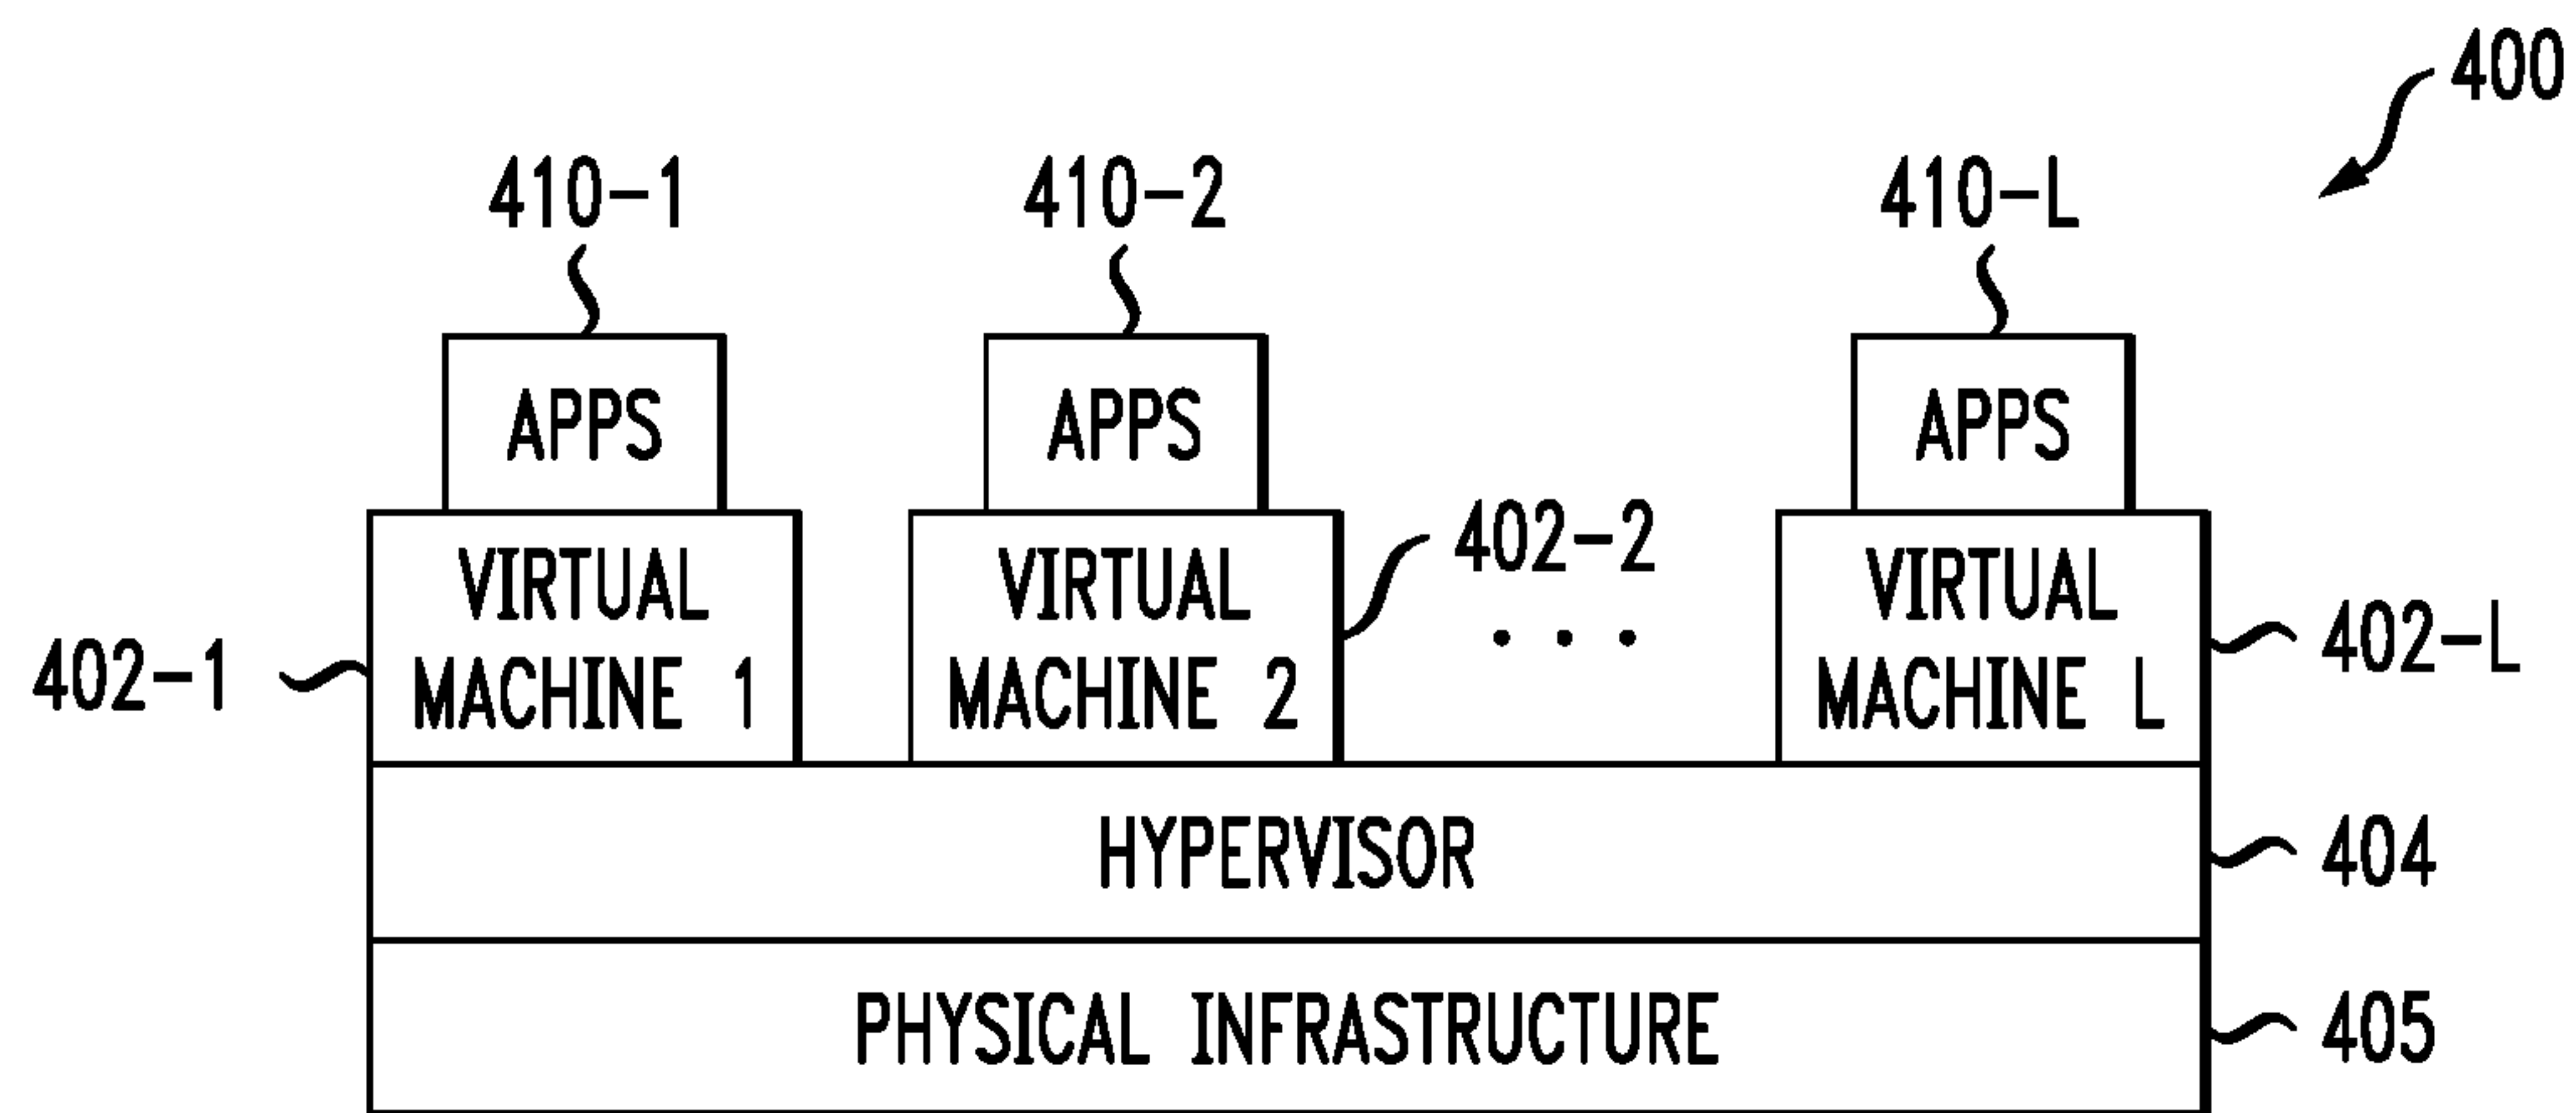 400
410-1
410-2
410-L
APPS
APPS
APPS
402-1
VIRTUAL
MACHINE 1
VIRTUAL
MACHINE 2
402-2
. . .
VIRTUAL
MACHINE L
402-L
HYPERVISOR
404
PHYSICAL INFRASTRUCTURE
405